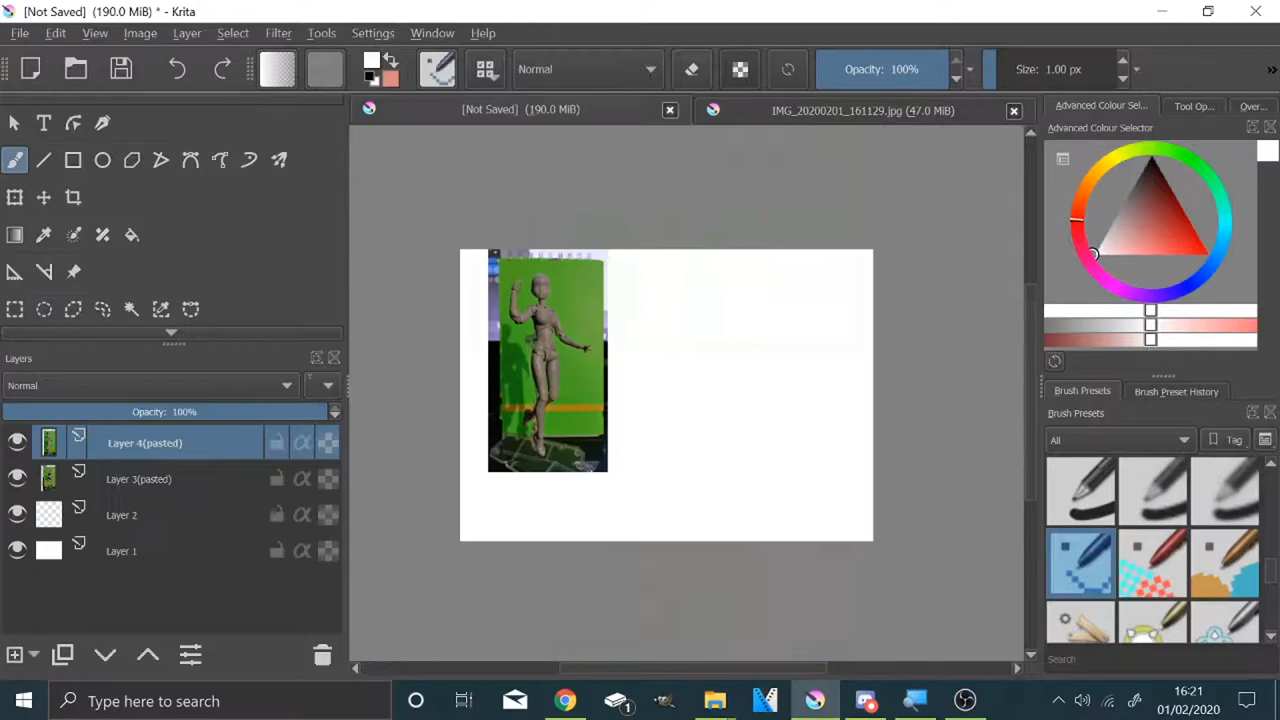 [Not Saved] (190.0 MiB) * - Krita
File Edit View Image Layer Select Filter Tools Settings Window Help
Normal Opacity: 100% Size: 1.00 px »
[Not Saved] (190.0 MiB) IMG_20200201_161129.jpg (47.0 MiB) Advanced Colour Sel... Tool Op... Over...
Advanced Colour Selector
Layers
Normal
Opacity: 100%
Layer 4(pasted)
Layer 3(pasted)
Layer 2
Layer 1
Brush Presets Brush Preset History
Brush Presets
All Tag
Search
Type here to search 1 16:21
01/02/2020